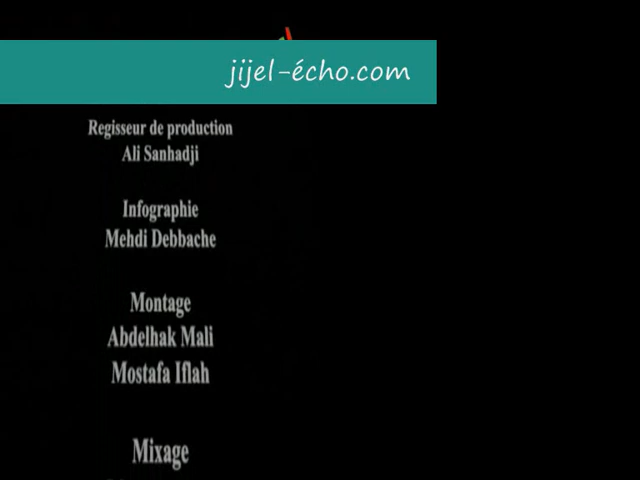 jijel-écho.com
Regisseur de production
Ali Sanhadji
Infographie
Mehdi Debbache
Montage
Abdelhak Mali
Mostafa Iflah
Mixage